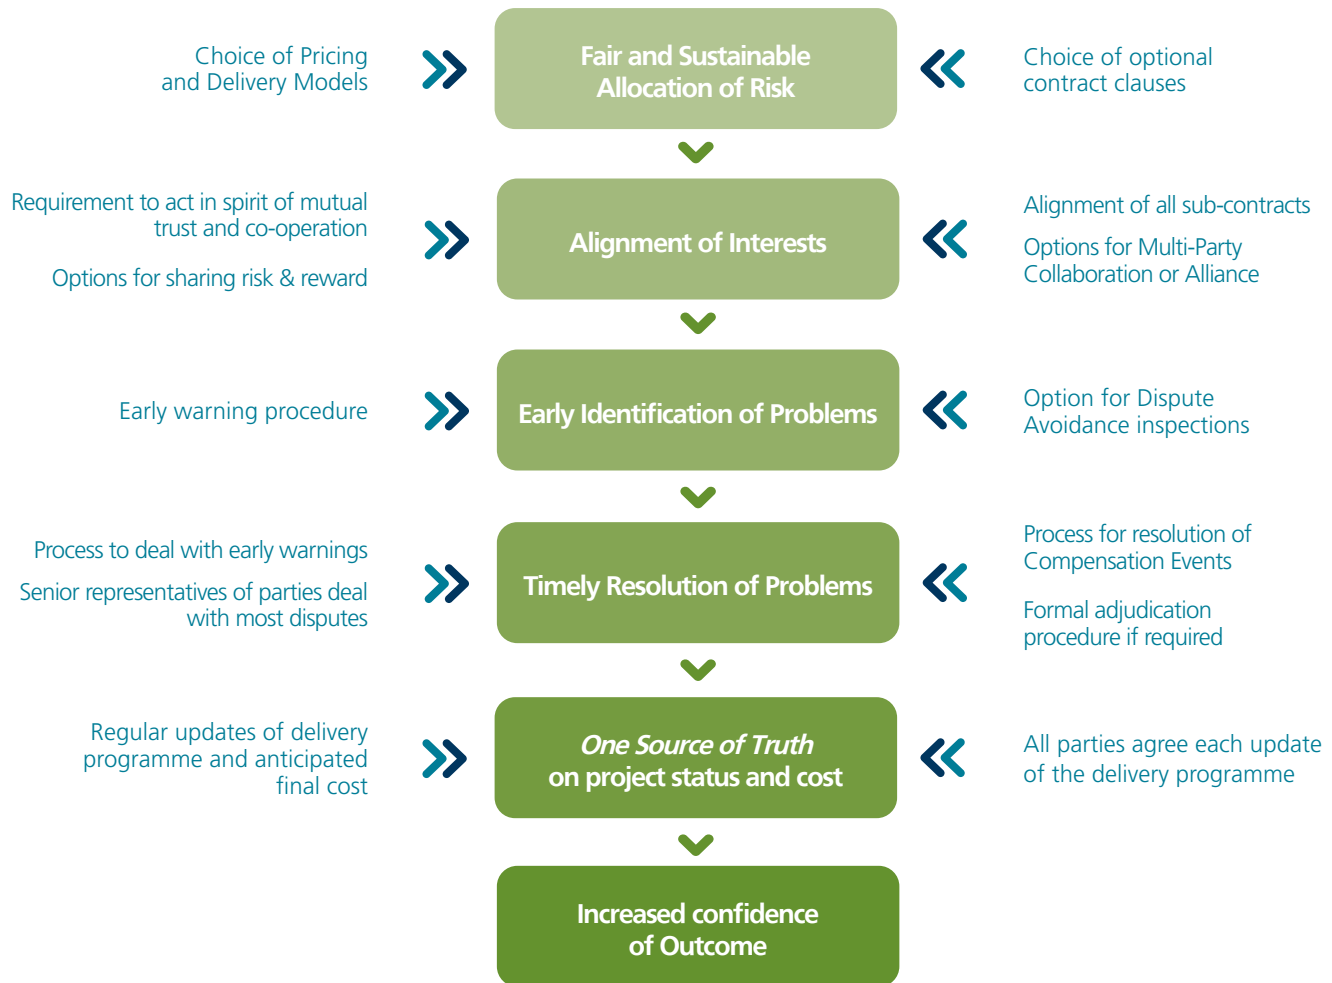 Choice of Pricing
and Delivery Models
Fair and Sustainable
Allocation of Risk
Choice of optional
contract clauses
Requirement to act in spirit of mutual
trust and co-operation
Options for sharing risk & reward
Alignment of Interests
Alignment of all sub-contracts
Options for Multi-Party
Collaboration or Alliance
Early warning procedure
Early Identification of Problems
Option for Dispute
Avoidance inspections
Process to deal with early warnings
Senior representatives of parties deal
with most disputes
Timely Resolution of Problems
Process for resolution of
Compensation Events
Formal adjudication
procedure if required
Regular updates of delivery
programme and anticipated
final cost
One Source of Truth
on project status and cost
All parties agree each update
of the delivery programme
Increased confidence
of Outcome